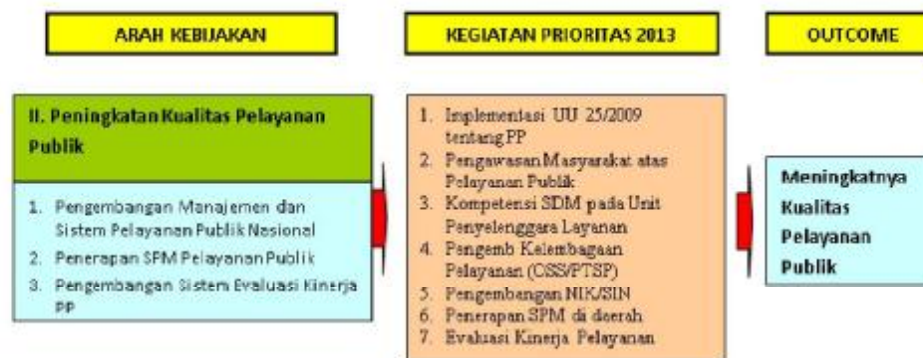 ARAH KEBIJAKAN
KEGIATAN PRIORITAS 2013
OUTCOME
II. Peningkatan Kualitas Pelayanan
Publik
1. Pengembangan Manajemen dan
Sistem Pelayanan Publik Nasional
2. Penerapan SPM Pelayanan Publik
3. Pengembangan Sistem Evaluasi Kinerja
PP
1. Implementasi UU 25/2009
tentang PP
2. Pengawasan Masyarakat atas
Pelayanan Publik
3. Kompetensi SDM pada Unit
Penyelenggara Layanan
4. Pengemb Kelembagaan
Pelayanan (OSS/PTSP)
5. Pengembangan NIK/SIN
6. Penerapan SPM di daerah
7. Evaluasi Kinerja Pelayanan
Meningkatnya
Kualitas
Pelayanan
Publik